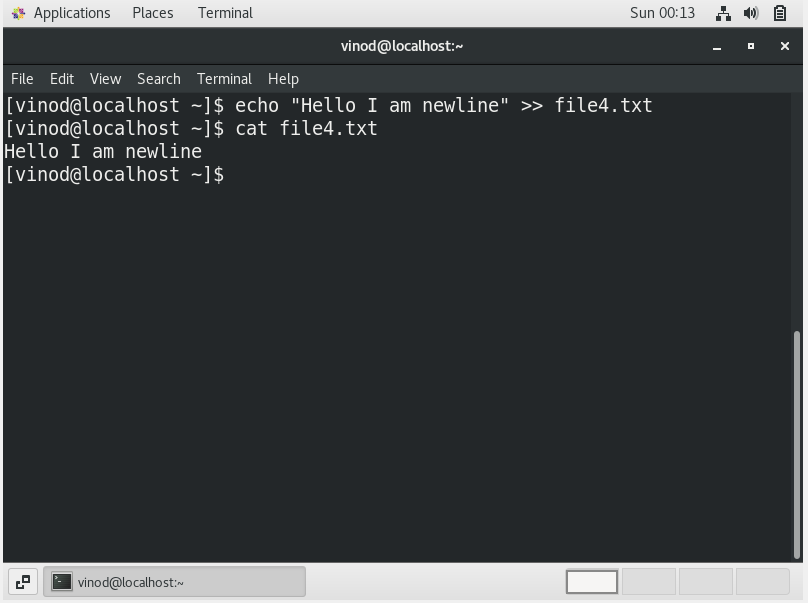 Applications Places Terminal Sun 00:13
vinod@localhost:~
File Edit View Search Terminal Help
[vinod@localhost ~]$ echo "Hello I am newline" >> file4.txt
[vinod@localhost ~]$ cat file4.txt
Hello I am newline
[vinod@localhost ~]$
vinod@localhost:~